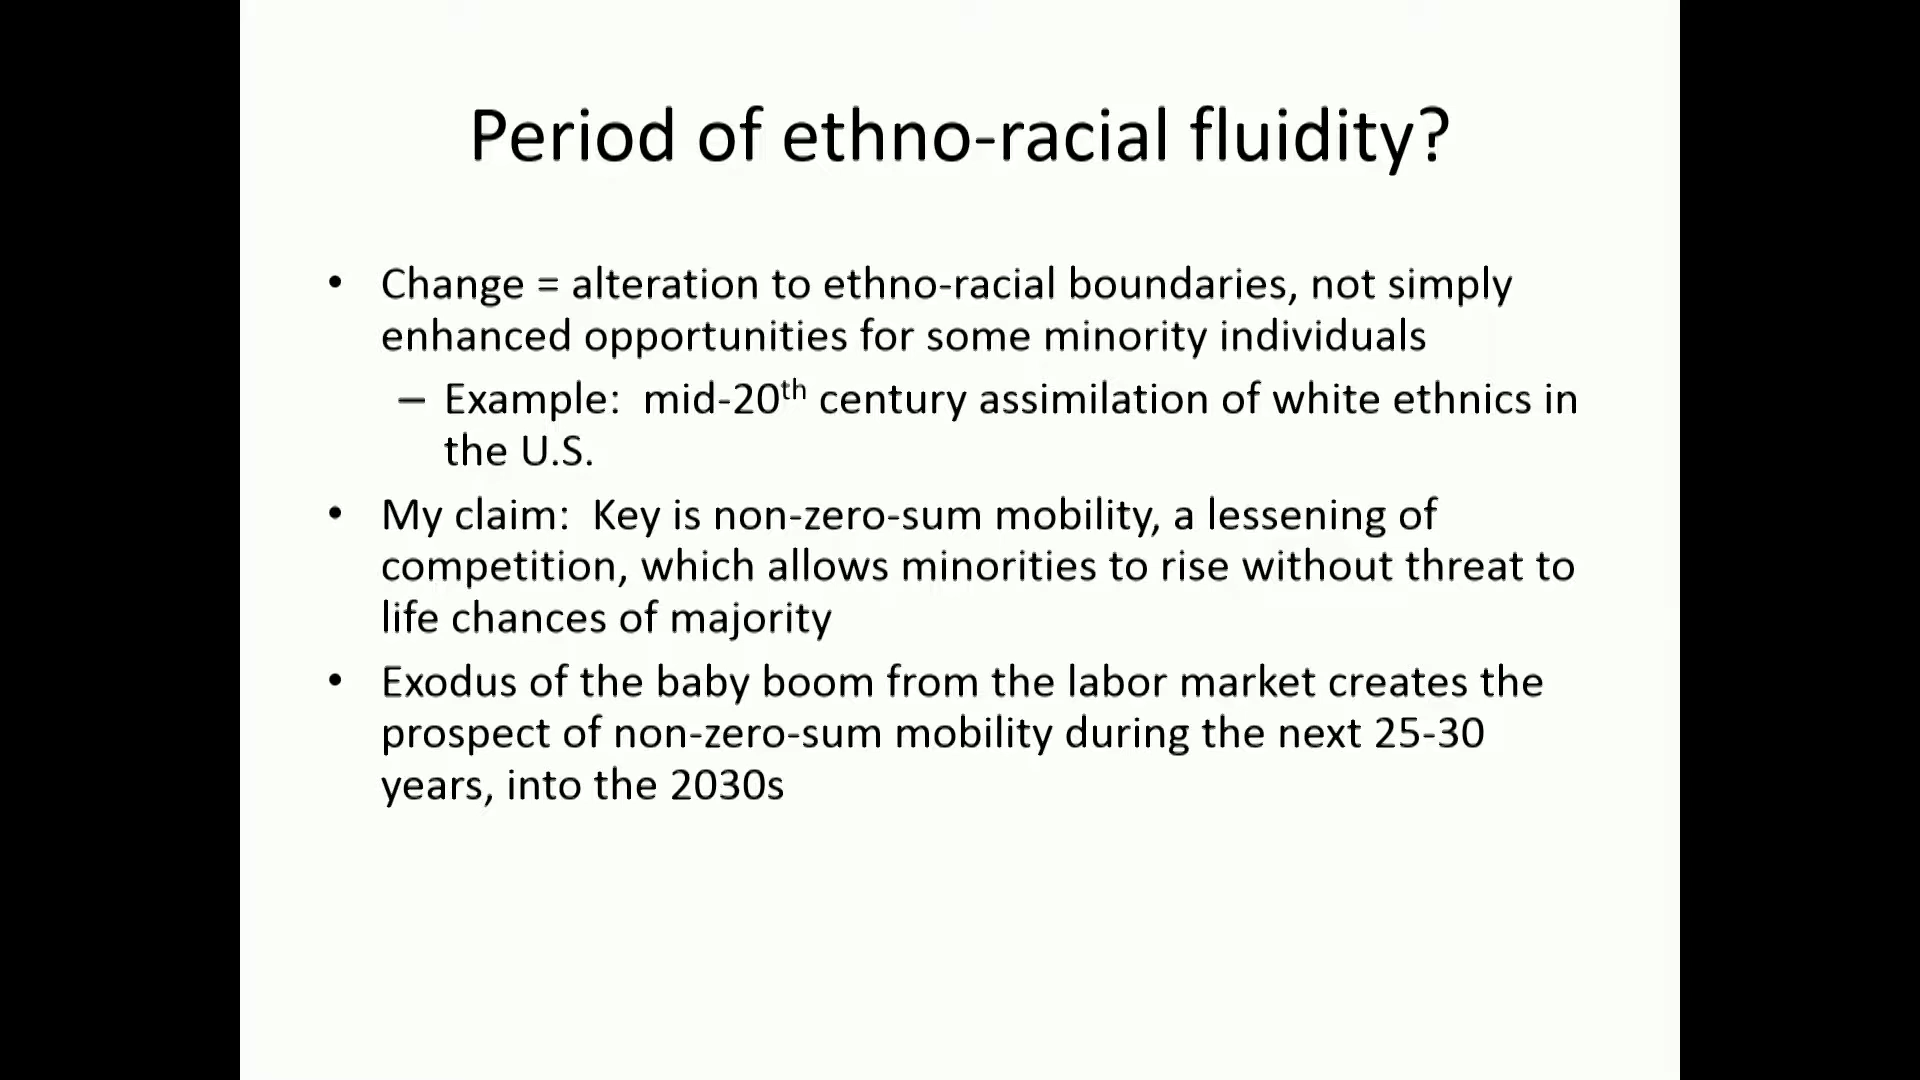 Period of ethno-racial fluidity?
• Change = alteration to ethno-racial boundaries, not simply
enhanced opportunities for some minority individuals
– Example:  mid-20th century assimilation of white ethnics in
the U.S.
• My claim:  Key is non-zero-sum mobility, a lessening of
competition, which allows minorities to rise without threat to
life chances of majority
• Exodus of the baby boom from the labor market creates the
prospect of non-zero-sum mobility during the next 25-30
years, into the 2030s